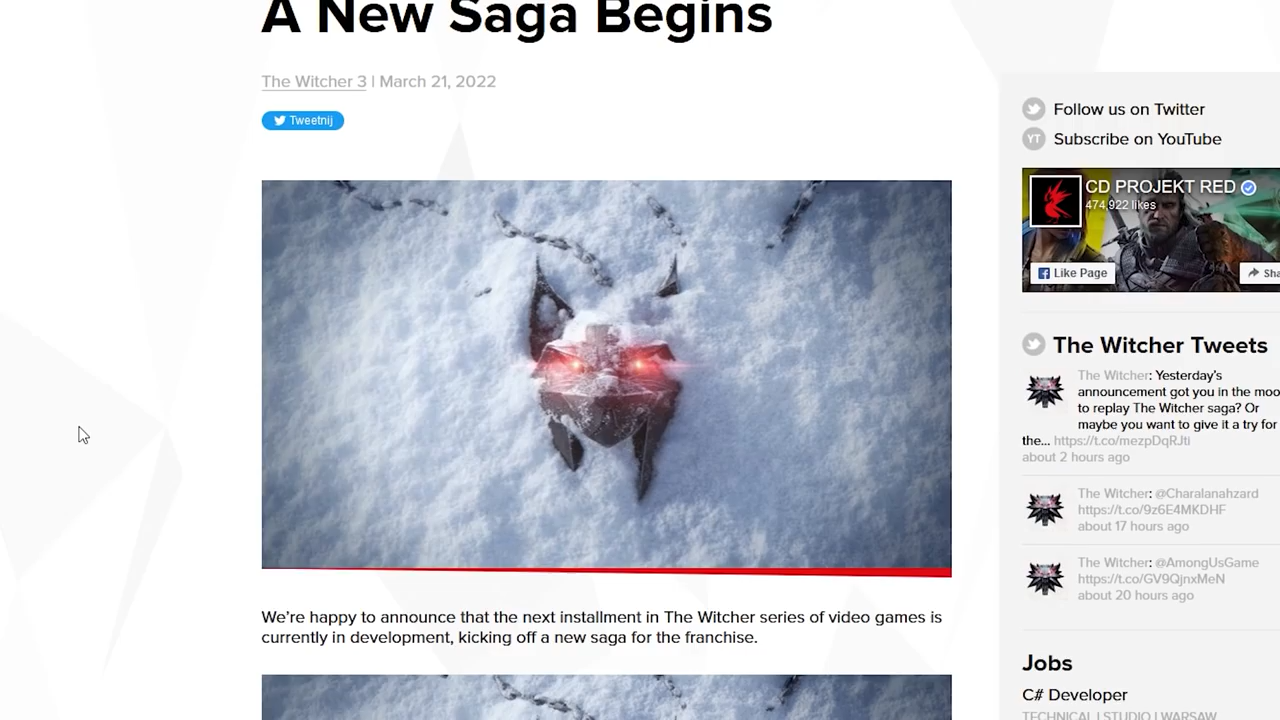 A New Saga Begins
The Witcher 3 | March 21, 2022
Tweetnij
We're happy to announce that the next installment in The Witcher series of video games is
currently in development, kicking off a new saga for the franchise.
Follow us on Twitter
YT Subscribe on YouTube
CD PROJEKT RED
474,922 likes
Like Page
Sha
The Witcher Tweets
The Witcher: Yesterday's
announcement got you in the moo
to replay The Witcher saga? Or
maybe you want to give it a try for
the... https://t.co/mezpDqRJti
about 2 hours ago
The Witcher: @Charalanahzard
https://t.co/9z6E4MKDHF
about 17 hours ago
The Witcher: @AmongUsGame
https://t.co/GV9QjnxMeN
about 20 hours ago
Jobs
C# Developer
TECHNICAL | STUDIO | WARSAW